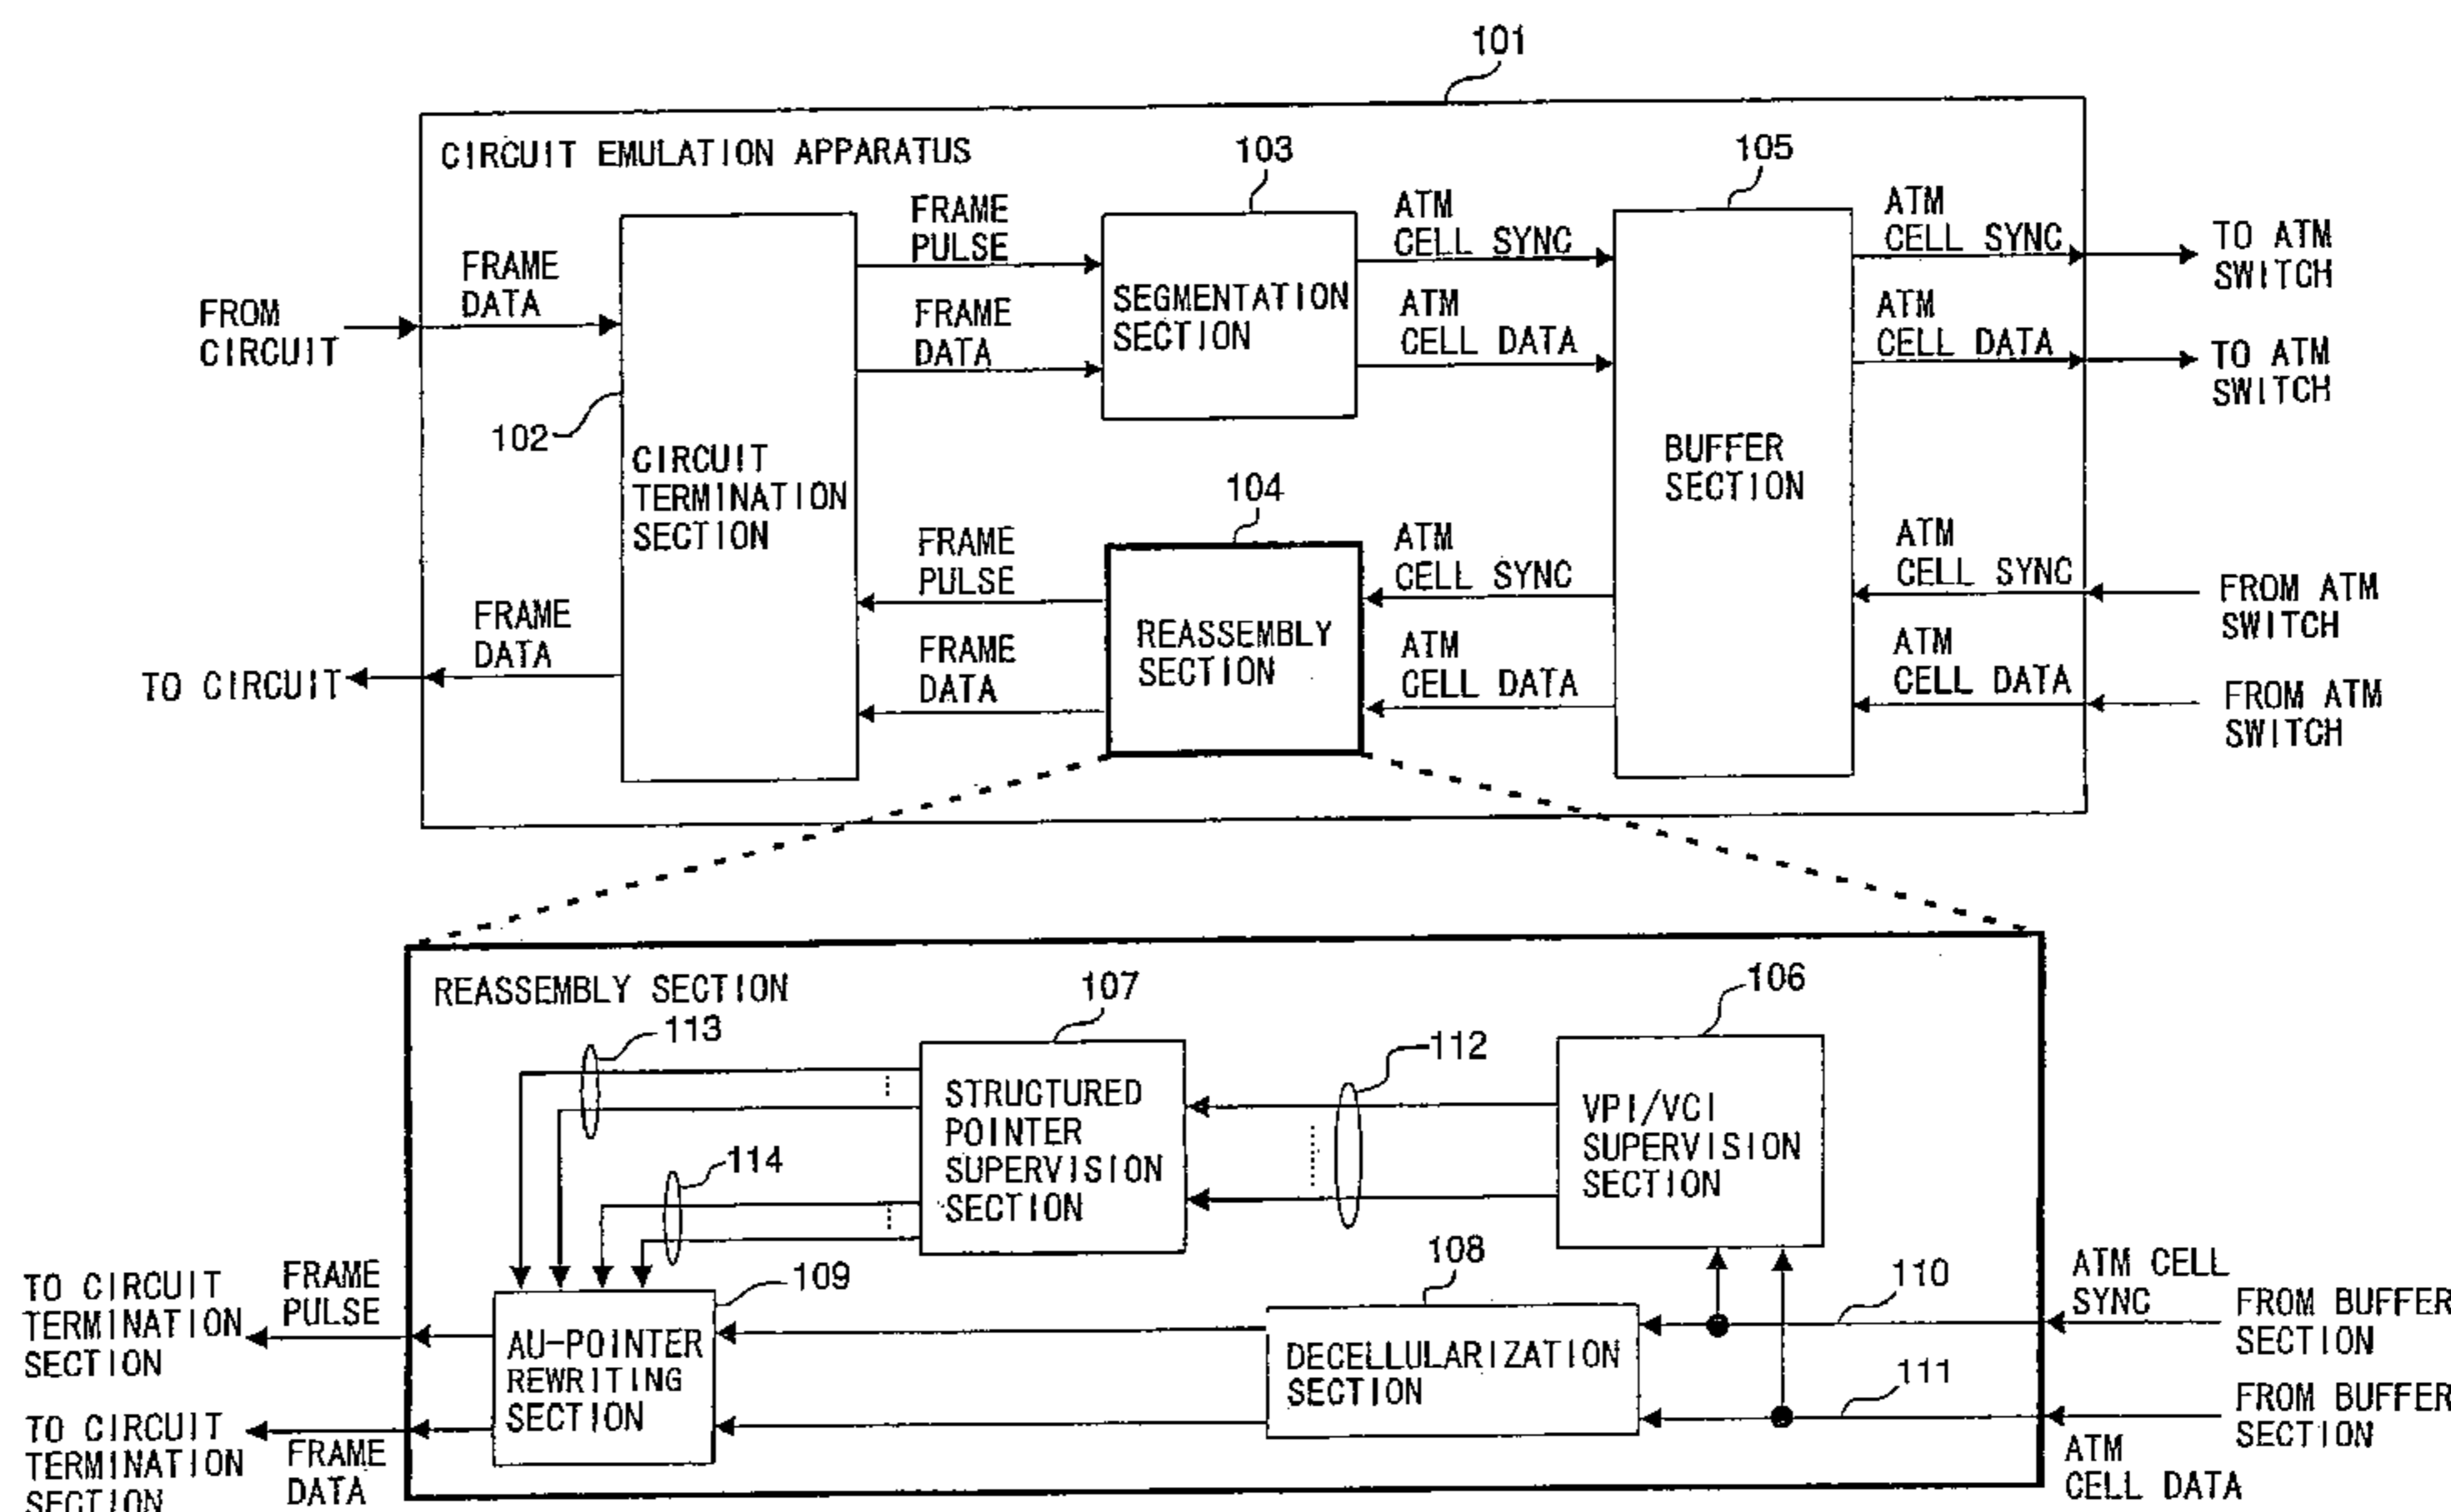 101
CIRCUIT EMULATION APPARATUS
103
105
FRAME
PULSE
ATM
CELL SYNC
ATM
CELL SYNC
TO ATM
SWITCH
FRAME
DATA
FROM
CIRCUIT
SEGMENTATION
SECTION
FRAME
DATA
ATM
CELL DATA
ATM
CELL DATA
TO ATM
SWITCH
102
CIRCUIT
TERMINATION
SECTION
BUFFER
SECTION
104
FRAME
PULSE
ATM
CELL SYNC
ATM
CELL SYNC
FROM ATM
SWITCH
FRAME
DATA
TO CIRCUIT
REASSEMBLY
SECTION
FRAME
DATA
ATM
CELL DATA
ATM
CELL DATA
FROM ATM
SWITCH
REASSEMBLY SECTION
107
106
113
112
STRUCTURED
POINTER
SUPERVISION
SECTION
VPI/VCI
SUPERVISION
SECTION
114
108
109
110
ATM CELL
SYNC
FROM BUFFER
SECTION
TO CIRCUIT
TERMINATION
SECTION
FRAME
PULSE
AU-POINTER
REWRITING
SECTION
DECELLULARIZATION
SECTION
111
FROM BUFFER
SECTION
TO CIRCUIT
TERMINATION
SECTION
FRAME
DATA
ATM
CELL DATA